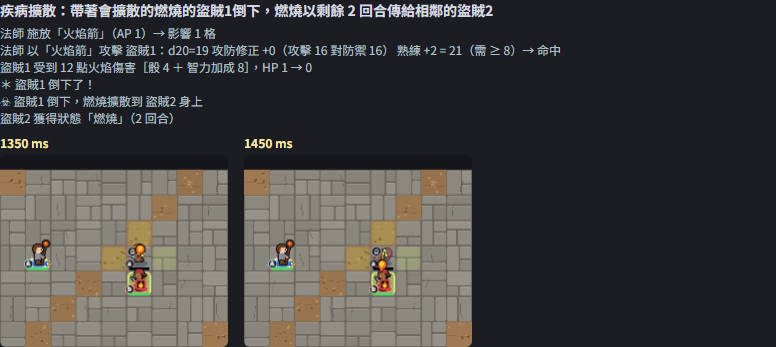 疾病擴散：帶著會擴散的燃燒的盜賊1倒下，燃燒以剩餘 2 回合傳給相鄰的盜賊2
法師 施放「火焰箭」（AP 1）→ 影響 1 格
法師 以「火焰箭」攻擊 盜賊1：d20=19 攻防修正 +0（攻擊 16 對防禦 16） 熟練 +2 = 21（需 ≥ 8）→ 命中
盜賊1 受到 12 點火焰傷害［骰 4 ＋ 智力加成 8］，HP 1 → 0
＊ 盜賊1 倒下了！
☠ 盜賊1 倒下，燃燒擴散到 盜賊2 身上
盜賊2 獲得狀態「燃燒」（2 回合）
1350 ms
1450 ms